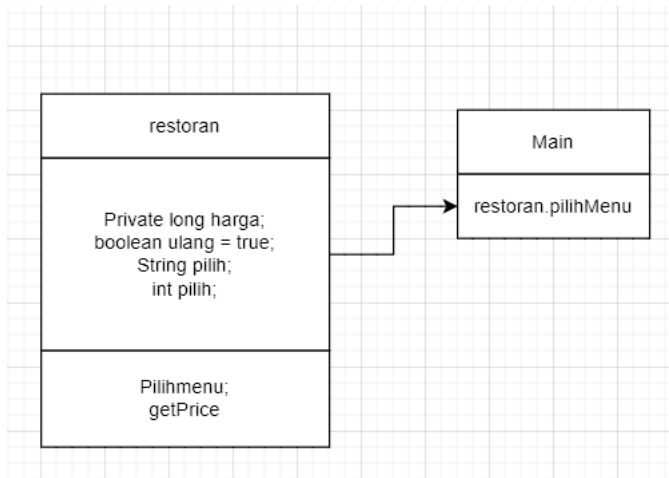 restoran
Private long harga;
boolean ulang = true;
String pilih;
int pilih;
Pilihmenu;
getPrice
Main
restoran.pilihMenu